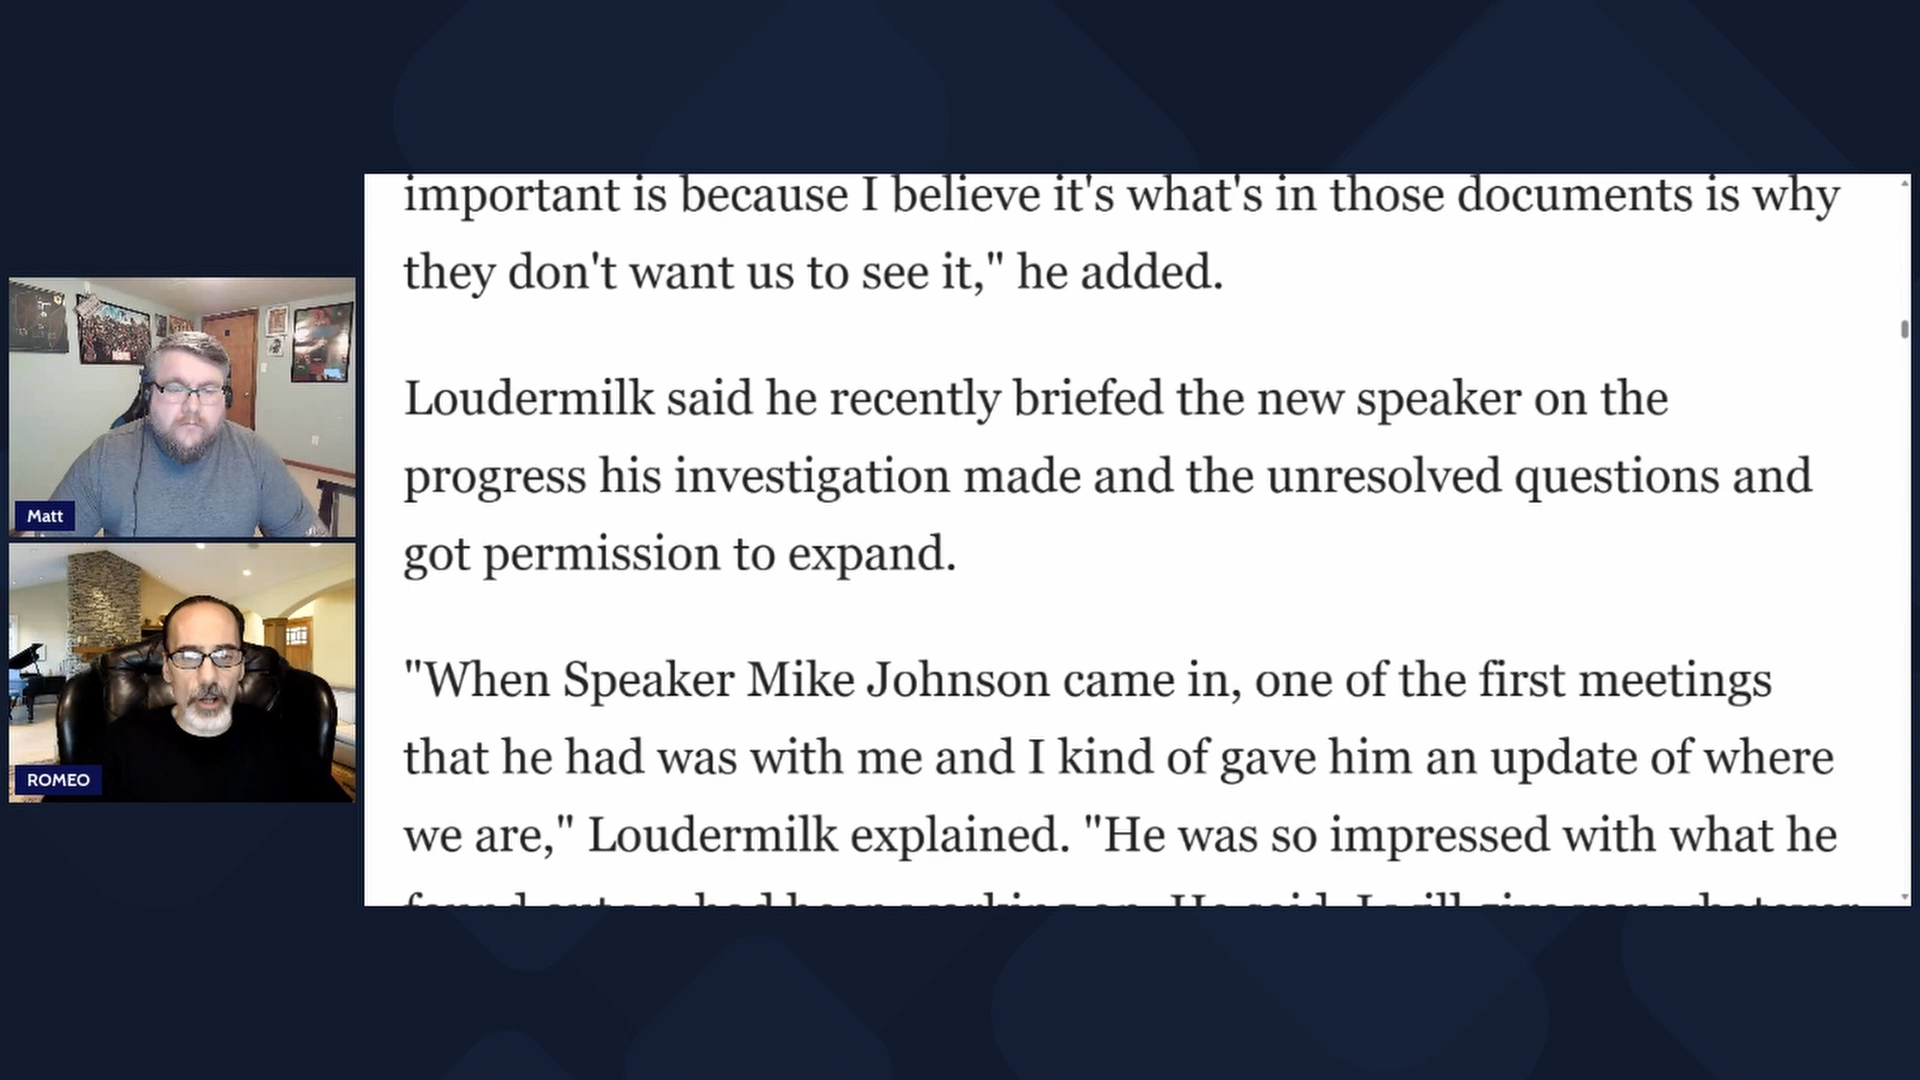 important is because I believe it's what's in those documents is why
they don't want us to see it," he added.
Loudermilk said he recently briefed the new speaker on the
progress his investigation made and the unresolved questions and
got permission to expand.
"When Speaker Mike Johnson came in, one of the first meetings
that he had was with me and I kind of gave him an update of where
we are," Loudermilk explained. "He was so impressed with what he
Matt
ROMEO